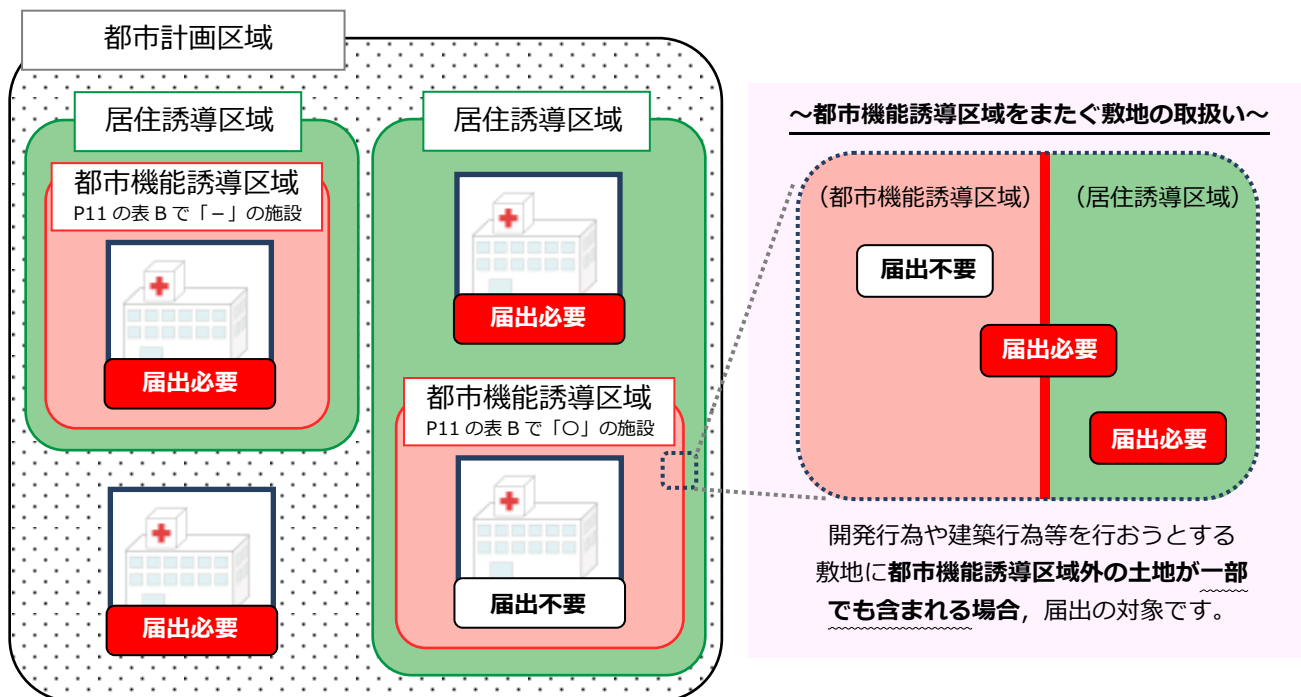 都市計画区域
居住誘導区域
都市機能誘導区域
P11 の表 B で「－」の施設
届出必要
届出必要
居住誘導区域
届出必要
都市機能誘導区域
P11 の表 B で「○」の施設
届出不要
～都市機能誘導区域をまたぐ敷地の取扱い～
（都市機能誘導区域）
（居住誘導区域）
届出不要
届出必要
届出必要
開発行為や建築行為等を行おうとする
敷地に都市機能誘導区域外の土地が一部
でも含まれる場合，届出の対象です。